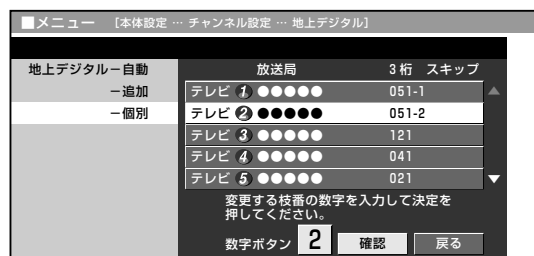 ■メニュー [本体設定 … チャンネル設定 … 地上デジタル]
地上デジタル－自動
－追加
－個別
放送局 3桁 スキップ
テレビ 1 ●●●●● 051-1 ▲
テレビ 2 ●●●●● 051-2
テレビ 3 ●●●●● 121
テレビ 4 ●●●●● 041
テレビ 5 ●●●●● 021 ▼
変更する枝番の数字を入力して決定を
押してください。
数字ボタン 2 確認 戻る